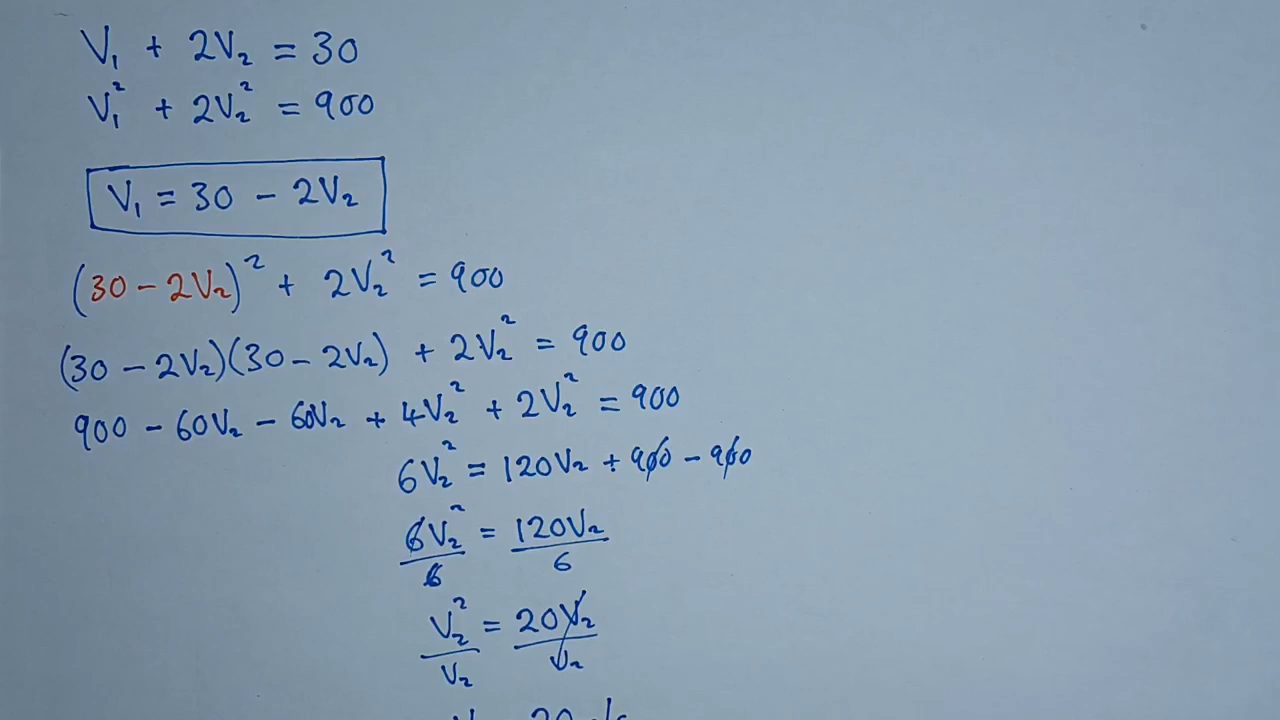 V₁ + 2V₂ = 30
V₁² + 2V₂² = 900
V₁ = 30 - 2V₂
(30 - 2V₂)² + 2V₂² = 900
(30 - 2V₂)(30 - 2V₂) + 2V₂² = 900
900 - 60V₂ - 60V₂ + 4V₂² + 2V₂² = 900
6V₂² = 120V₂ + 900 - 900
6V₂²/6 = 120V₂/6
V₂²/V₂ = 20V₂/V₂